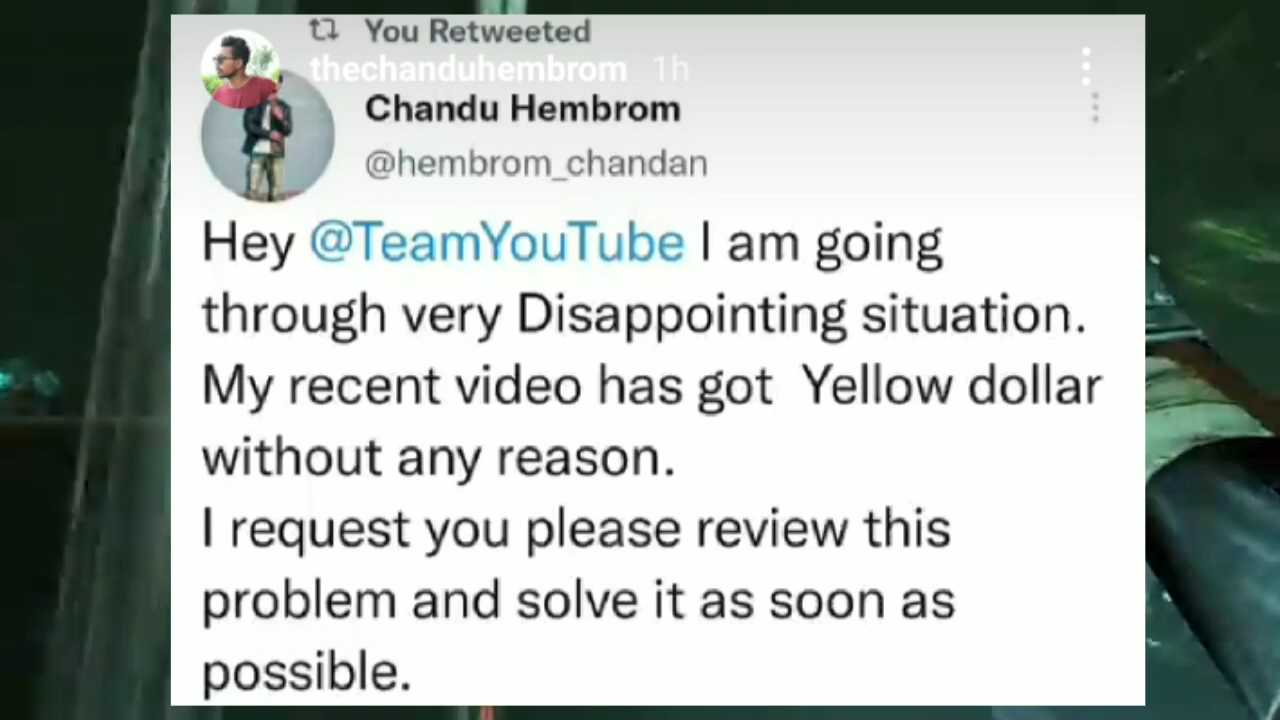 You Retweeted
thechanduhembrom 1h
Chandu Hembrom
@hembrom_chandan
Hey @TeamYouTube I am going
through very Disappointing situation.
My recent video has got Yellow dollar
without any reason.
I request you please review this
problem and solve it as soon as
possible.